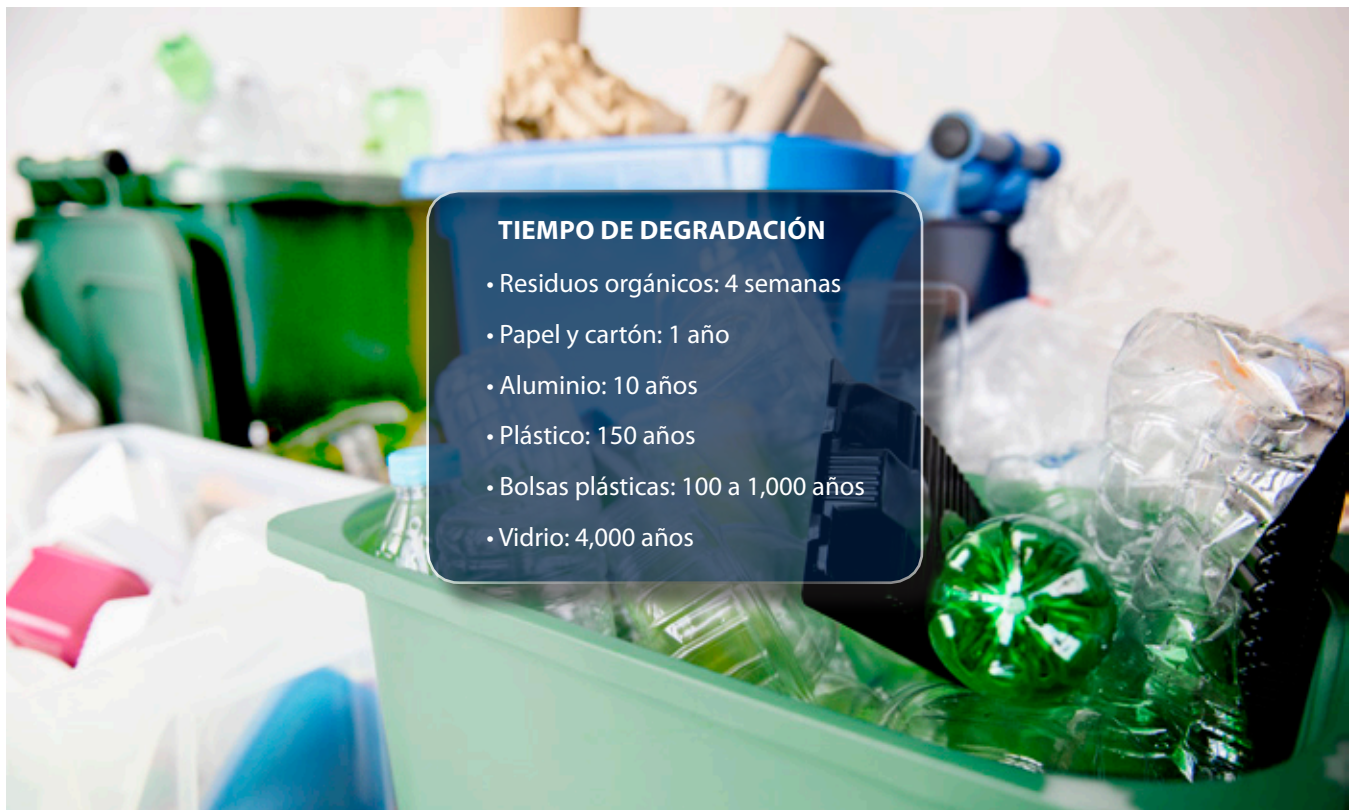 TIEMPO DE DEGRADACIÓN
• Residuos orgánicos: 4 semanas
• Papel y cartón: 1 año
• Aluminio: 10 años
• Plástico: 150 años
• Bolsas plásticas: 100 a 1,000 años
• Vidrio: 4,000 años